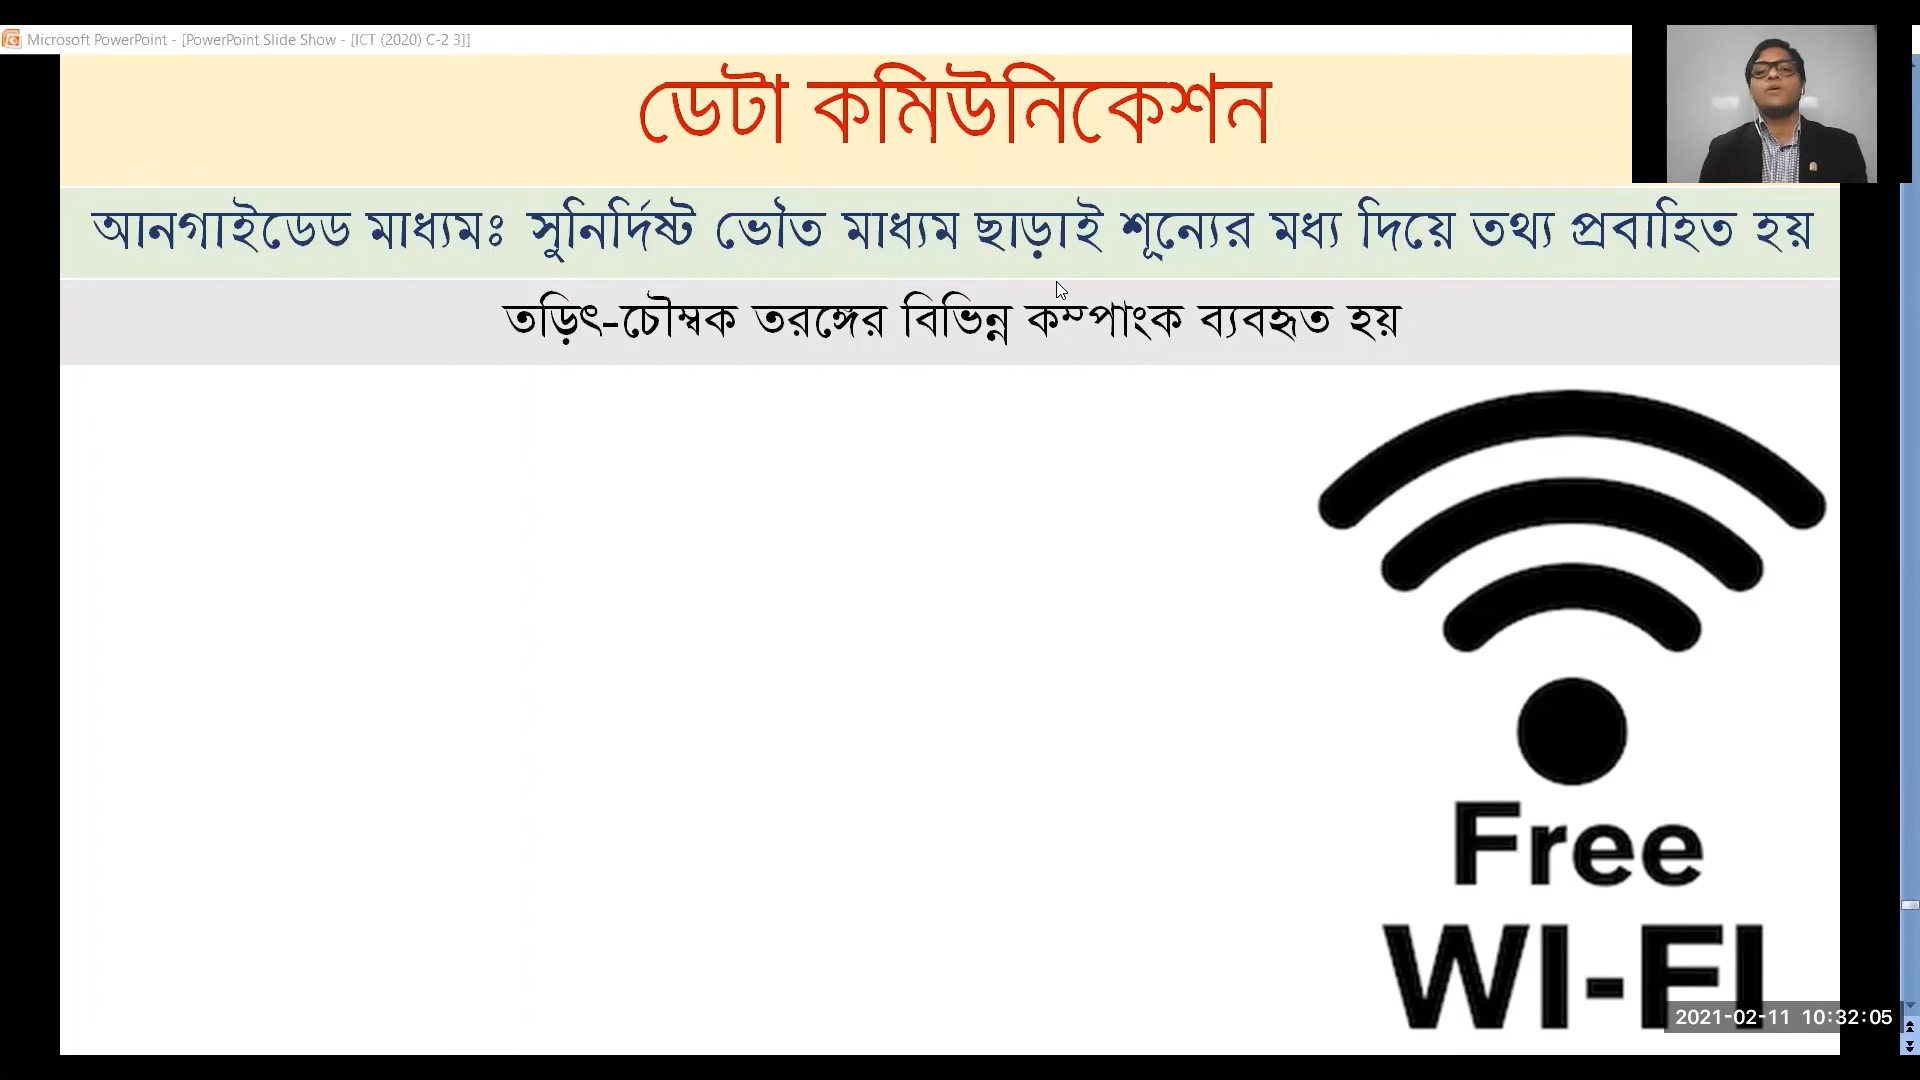 Microsoft PowerPoint - [PowerPoint Slide Show - [ICT (2020) C-2 3]]
ডেটা কমিউনিকেশন
আনগাইডেড মাধ্যমঃ সুনির্দিষ্ট ভৌত মাধ্যম ছাড়াই শূন্যের মধ্য দিয়ে তথ্য প্রবাহিত হয়
তড়িৎ-চৌম্বক তরঙ্গের বিভিন্ন কম্পাংক ব্যবহৃত হয়
Free
WI-FI
2021-02-11 10:32:05